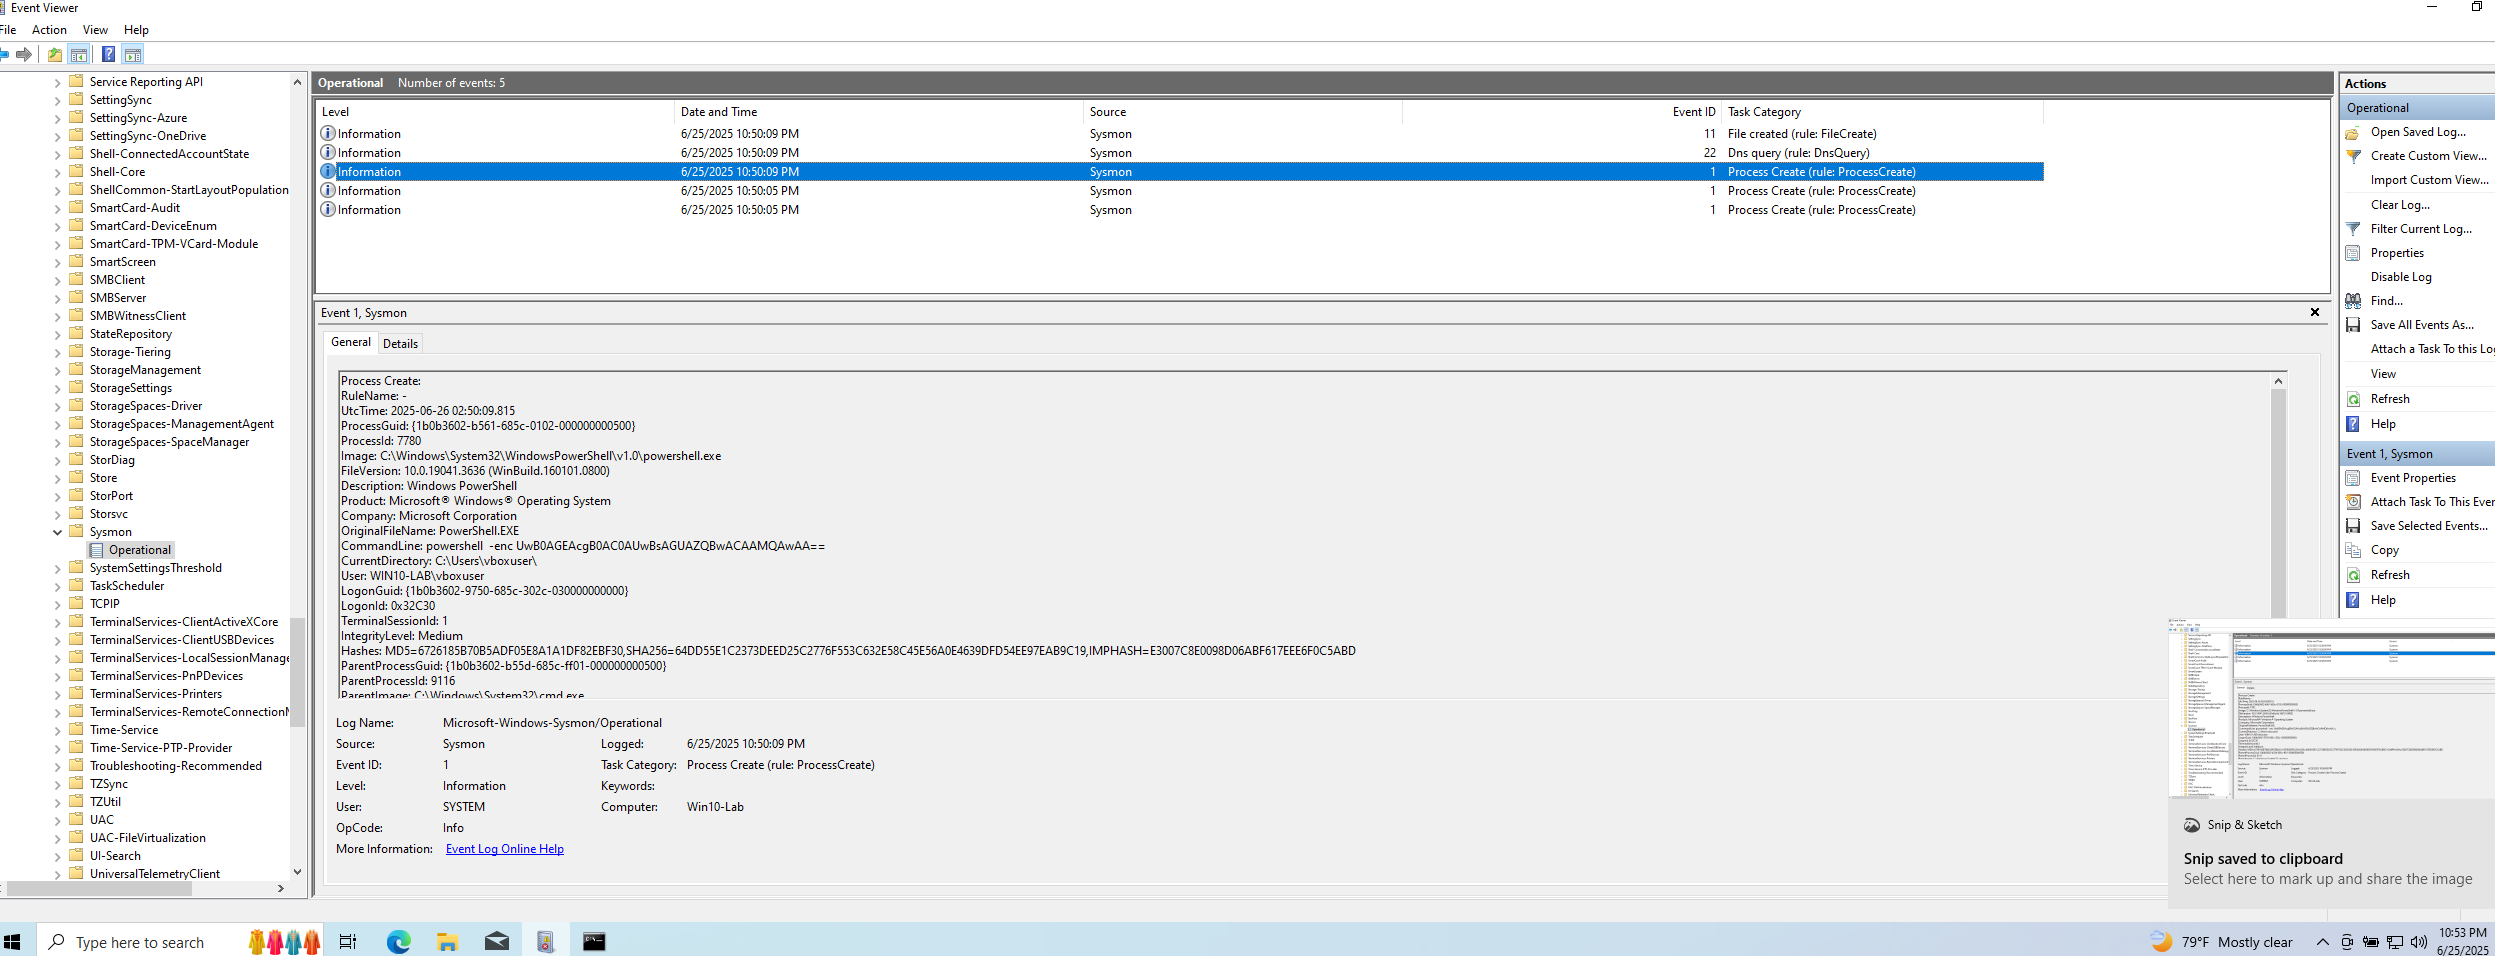 Event Viewer
File Action View Help
Service Reporting API
SettingSync
SettingSync-Azure
SettingSync-OneDrive
Shell-ConnectedAccountState
Shell-Core
ShellCommon-StartLayoutPopulation
SmartCard-Audit
SmartCard-DeviceEnum
SmartCard-TPM-VCard-Module
SmartScreen
SMBClient
SMBServer
SMBWitnessClient
StateRepository
Storage-Tiering
StorageManagement
StorageSettings
StorageSpaces-Driver
StorageSpaces-ManagementAgent
StorageSpaces-SpaceManager
StorDiag
Store
StorPort
Storsvc
Sysmon
Operational
SystemSettingsThreshold
TaskScheduler
TCPIP
TerminalServices-ClientActiveXCore
TerminalServices-ClientUSBDevices
TerminalServices-LocalSessionManage
TerminalServices-PnPDevices
TerminalServices-Printers
TerminalServices-RemoteConnectionM
Time-Service
Time-Service-PTP-Provider
Troubleshooting-Recommended
TZSync
TZUtil
UAC
UAC-FileVirtualization
UI-Search
UniversalTelemetryClient
Operational Number of events: 5
Level Date and Time Source Event ID Task Category
Information 6/25/2025 10:50:09 PM Sysmon 11 File created (rule: FileCreate)
Information 6/25/2025 10:50:09 PM Sysmon 22 Dns query (rule: DnsQuery)
Information 6/25/2025 10:50:09 PM Sysmon 1 Process Create (rule: ProcessCreate)
Information 6/25/2025 10:50:05 PM Sysmon 1 Process Create (rule: ProcessCreate)
Information 6/25/2025 10:50:05 PM Sysmon 1 Process Create (rule: ProcessCreate)
Event 1, Sysmon
General Details
Process Create:
RuleName: -
UtcTime: 2025-06-26 02:50:09.815
ProcessGuid: {1b0b3602-b561-685c-0102-000000000500}
ProcessId: 7780
Image: C:\Windows\System32\WindowsPowerShell\v1.0\powershell.exe
FileVersion: 10.0.19041.3636 (WinBuild.160101.0800)
Description: Windows PowerShell
Product: Microsoft® Windows® Operating System
Company: Microsoft Corporation
OriginalFileName: PowerShell.EXE
CommandLine: powershell -enc UwB0AGEAcgB0AC0AUwBsAGUAZQBwACAAMQAwAA==
CurrentDirectory: C:\Users\vboxuser\
User: WIN10-LAB\vboxuser
LogonGuid: {1b0b3602-9750-685c-302c-030000000000}
LogonId: 0x32C30
TerminalSessionId: 1
IntegrityLevel: Medium
Hashes: MD5=6726185B70B5ADF05E8A1A1DF82EBF30,SHA256=64DD55E1C2373DEED25C2776F553C632E58C45E56A0E4639DFD54EE97EAB9C19,IMPHASH=E3007C8E0098D06ABF617EEE6F0C5ABD
ParentProcessGuid: {1b0b3602-b55d-685c-ff01-000000000500}
ParentProcessId: 9116
ParentImage: C:\Windows\System32\cmd.exe
Log Name: Microsoft-Windows-Sysmon/Operational
Source: Sysmon Logged: 6/25/2025 10:50:09 PM
Event ID: 1 Task Category: Process Create (rule: ProcessCreate)
Level: Information Keywords:
User: SYSTEM Computer: Win10-Lab
OpCode: Info
More Information: Event Log Online Help
Actions
Operational
Open Saved Log...
Create Custom View...
Import Custom View...
Clear Log...
Filter Current Log...
Properties
Disable Log
Find...
Save All Events As...
Attach a Task To this Log
View
Refresh
Help
Event 1, Sysmon
Event Properties
Attach Task To This Even
Save Selected Events...
Copy
Refresh
Help
Snip & Sketch
Snip saved to clipboard
Select here to mark up and share the image
Type here to search
79°F Mostly clear
10:53 PM
6/25/2025